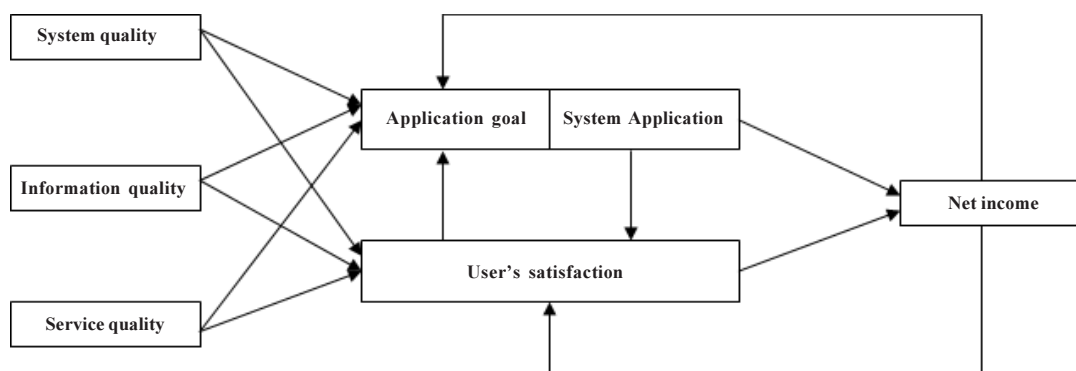 System quality
Application goal
System Application
Information quality
Net income
User's satisfaction
Service quality